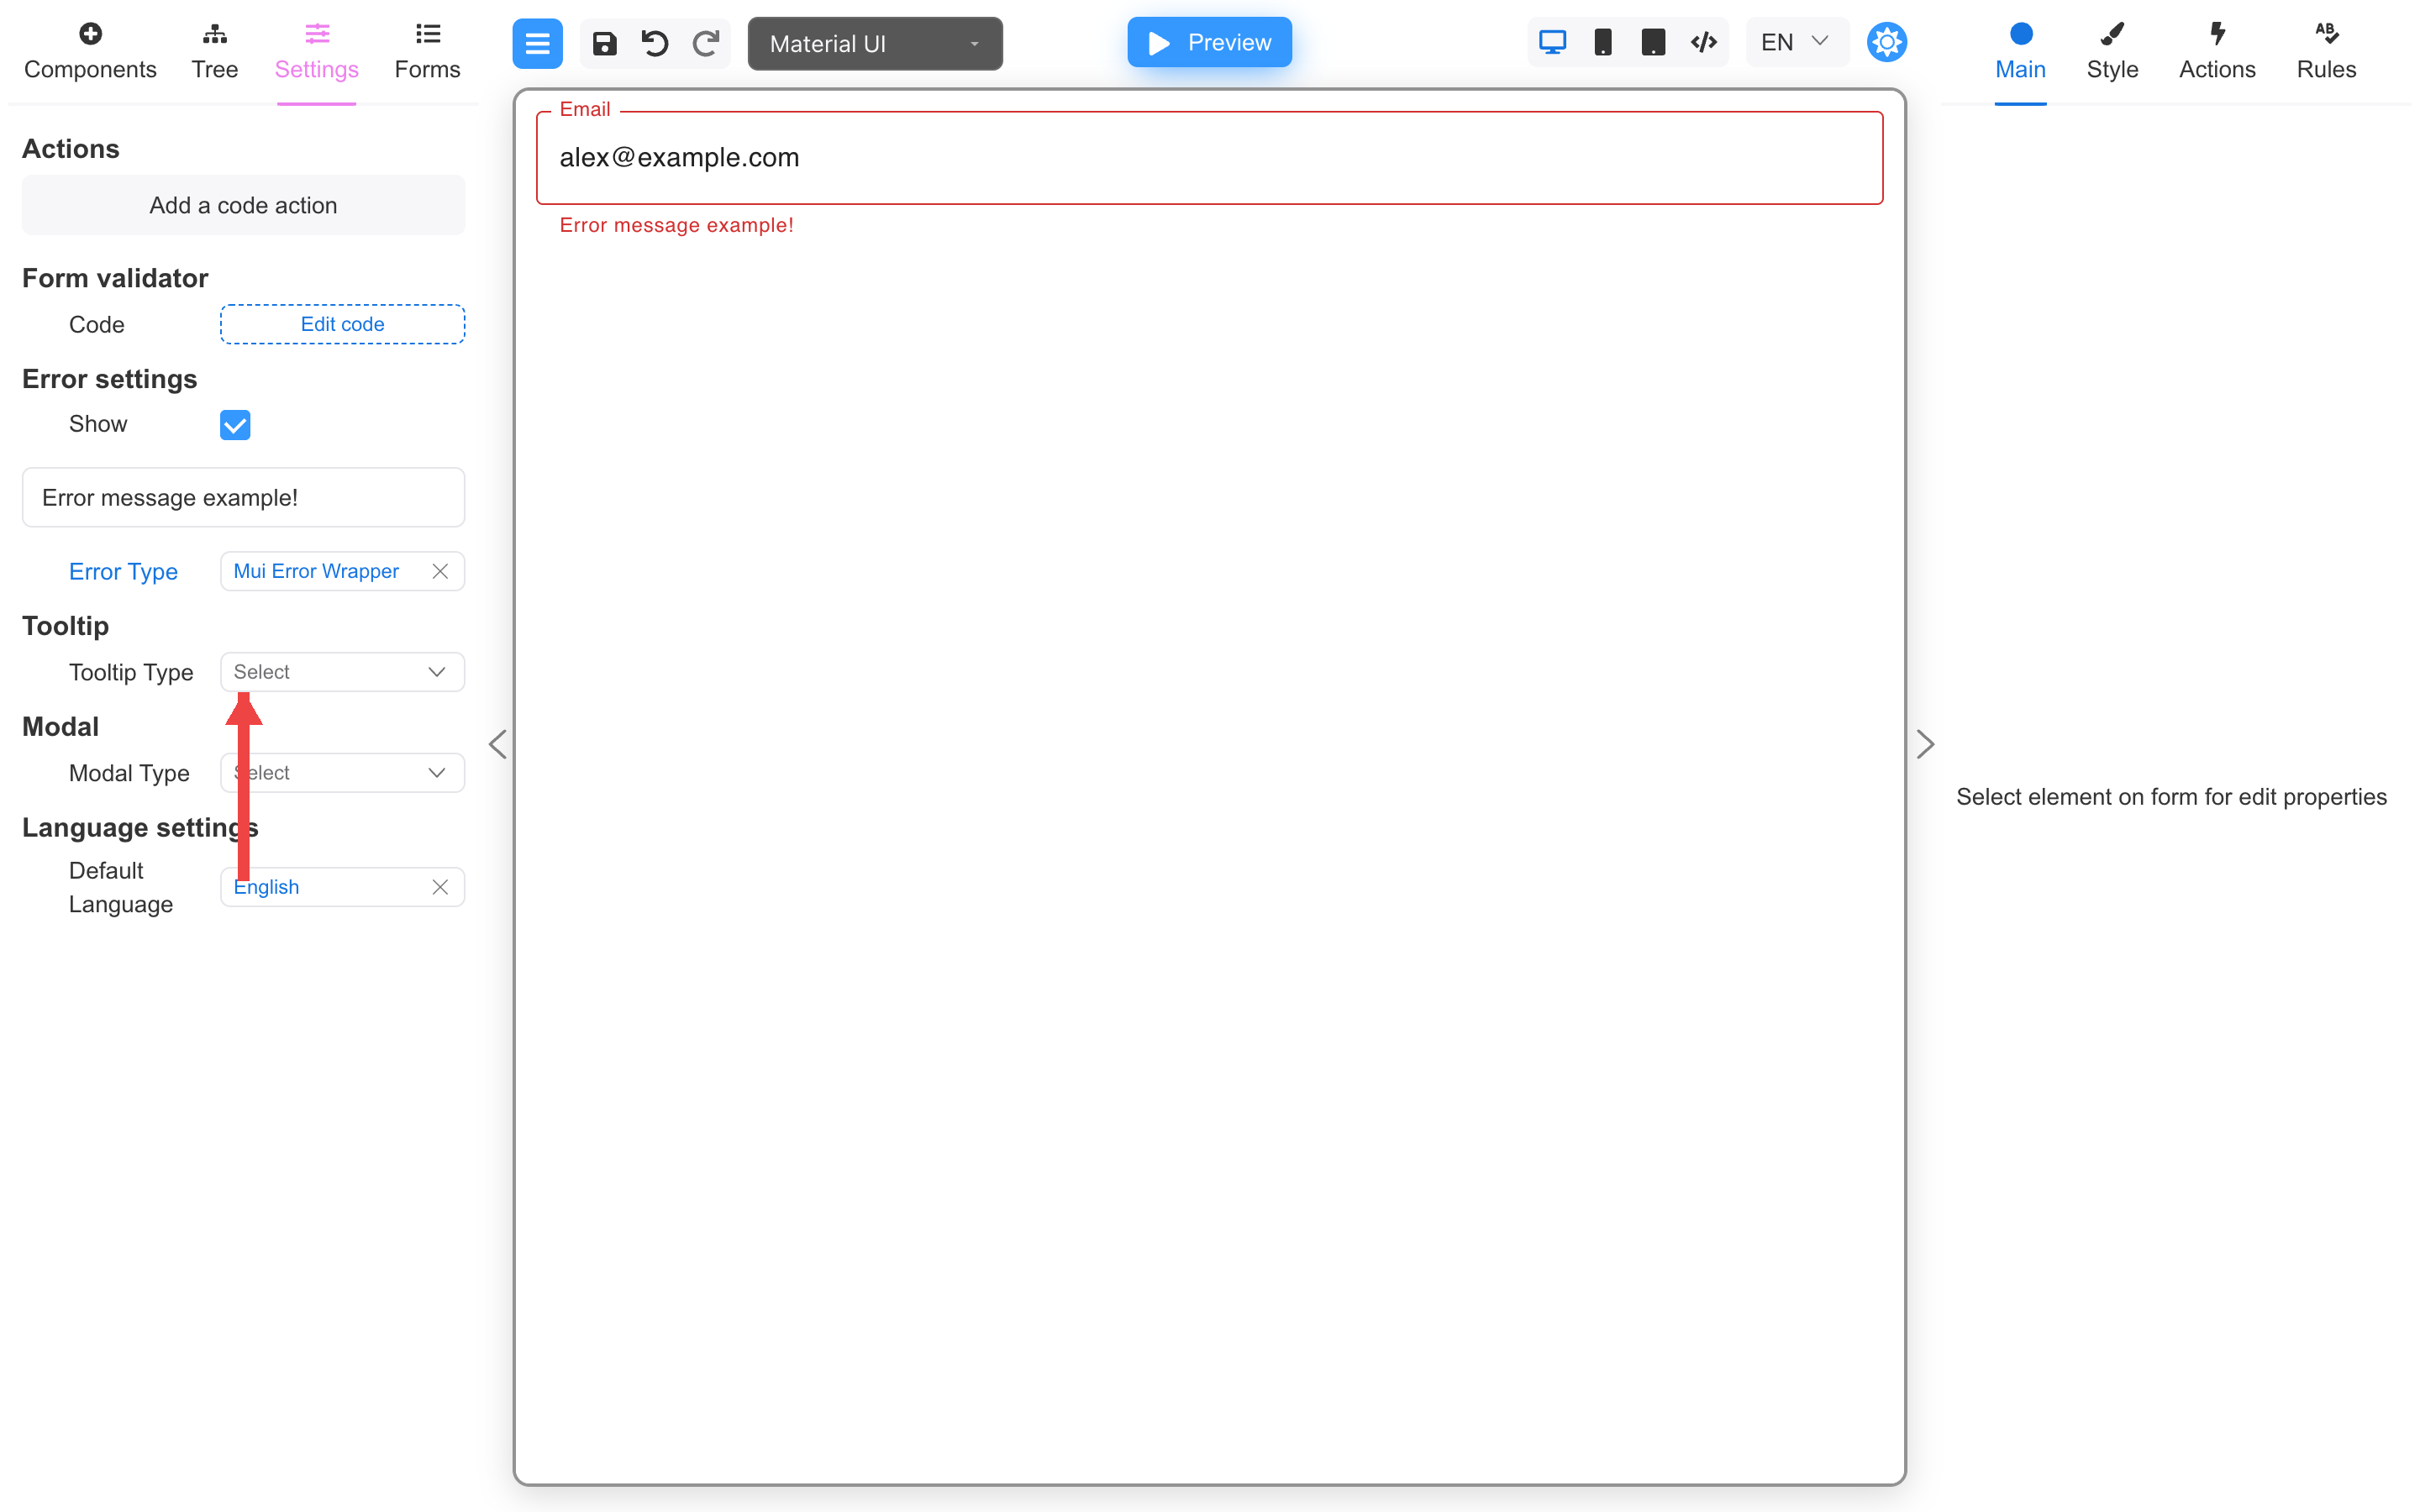 Components
Tree
Settings
Forms
Material UI
Preview
EN
Main
Style
Actions
Rules
Actions
Add a code action
Form validator
Code
Edit code
Error settings
Show
Error message example!
Error Type
Mui Error Wrapper
Tooltip
Tooltip Type
Select
Modal
Modal Type
Select
Language settings
Default
Language
English
Email
alex@example.com
Error message example!
Select element on form for edit properties